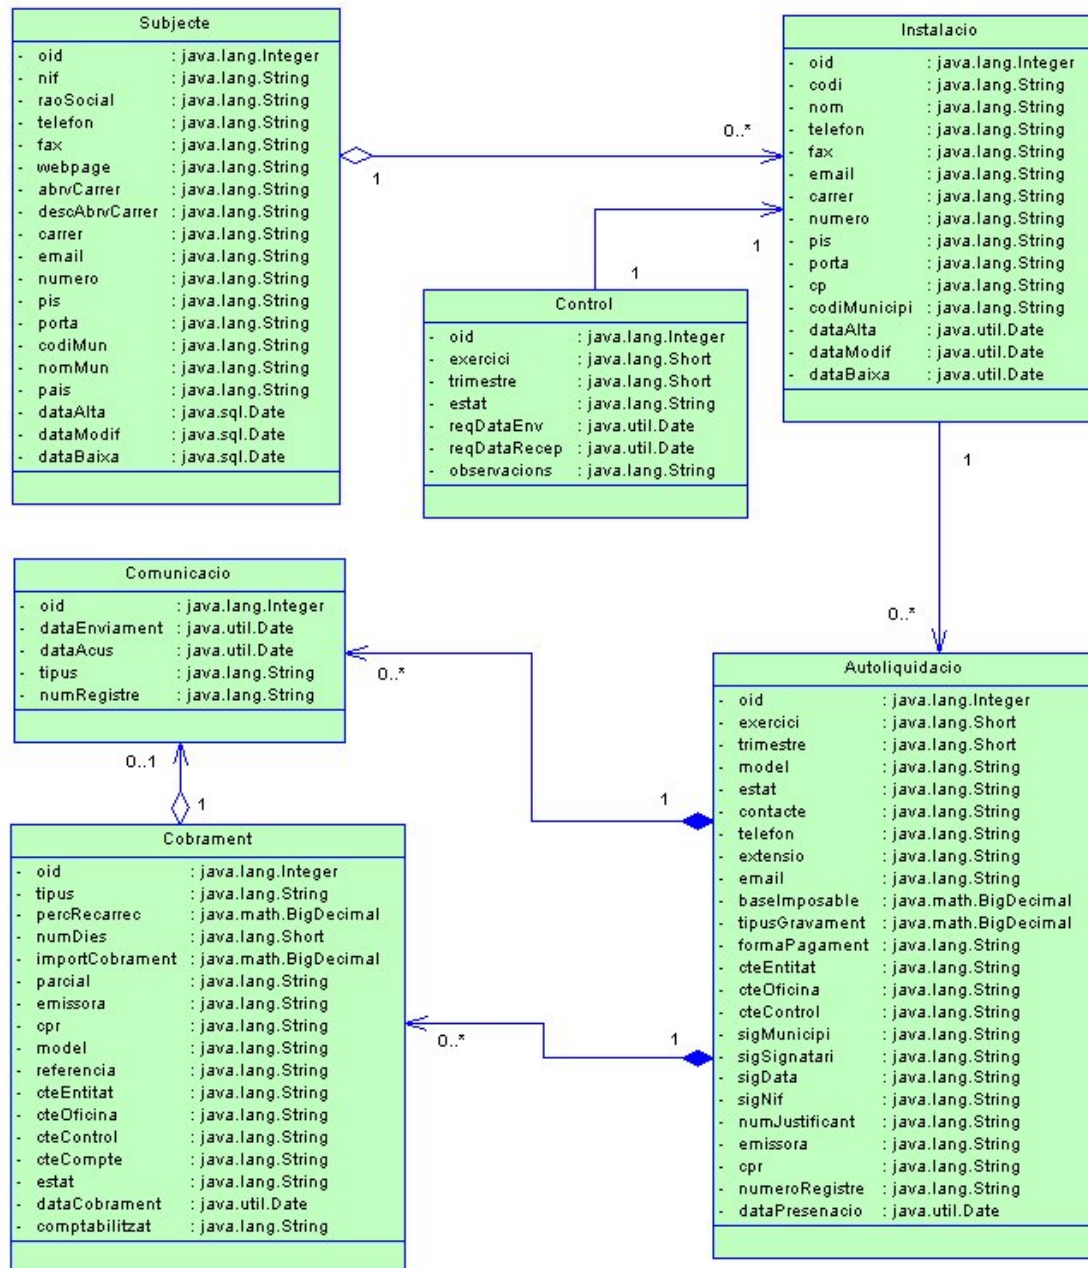 Subjecte
- oid : java.lang.Integer
- nif : java.lang.String
- raoSocial : java.lang.String
- telefon : java.lang.String
- fax : java.lang.String
- webpage : java.lang.String
- abrvCarrer : java.lang.String
- descAbrvCarrer : java.lang.String
- carrer : java.lang.String
- email : java.lang.String
- numero : java.lang.String
- pis : java.lang.String
- porta : java.lang.String
- codiMun : java.lang.String
- nomMun : java.lang.String
- pais : java.lang.String
- dataAlta : java.sql.Date
- dataModif : java.sql.Date
- dataBaixa : java.sql.Date
1
0..*
Instalacio
- oid : java.lang.Integer
- codi : java.lang.String
- nom : java.lang.String
- telefon : java.lang.String
- fax : java.lang.String
- email : java.lang.String
- carrer : java.lang.String
- numero : java.lang.String
- pis : java.lang.String
- porta : java.lang.String
- cp : java.lang.String
- codiMunicipi : java.lang.String
- dataAlta : java.util.Date
- dataModif : java.util.Date
- dataBaixa : java.util.Date
1
1
Control
- oid : java.lang.Integer
- exercici : java.lang.Short
- trimestre : java.lang.Short
- estat : java.lang.String
- reqDataEnv : java.util.Date
- reqDataRecep : java.util.Date
- observacions : java.lang.String
1
0..*
Comunicacio
- oid : java.lang.Integer
- dataEnviament : java.util.Date
- dataAcus : java.util.Date
- tipus : java.lang.String
- numRegistre : java.lang.String
0..*
1
0..1
1
Cobrament
- oid : java.lang.Integer
- tipus : java.lang.String
- percRecarrec : java.math.BigDecimal
- numDies : java.lang.Short
- importCobrament : java.math.BigDecimal
- parcial : java.lang.String
- emissora : java.lang.String
- cpr : java.lang.String
- model : java.lang.String
- referencia : java.lang.String
- cteEntitat : java.lang.String
- cteOficina : java.lang.String
- cteControl : java.lang.String
- cteCompte : java.lang.String
- estat : java.lang.String
- dataCobrament : java.util.Date
- comptabilitzat : java.lang.String
0..*
1
Autoliquidacio
- oid : java.lang.Integer
- exercici : java.lang.Short
- trimestre : java.lang.Short
- model : java.lang.String
- estat : java.lang.String
- contacte : java.lang.String
- telefon : java.lang.String
- extensio : java.lang.String
- email : java.lang.String
- baseImposable : java.math.BigDecimal
- tipusGravament : java.math.BigDecimal
- formaPagament : java.lang.String
- cteEntitat : java.lang.String
- cteOficina : java.lang.String
- cteControl : java.lang.String
- sigMunicipi : java.lang.String
- sigSignatari : java.lang.String
- sigData : java.lang.String
- sigNif : java.lang.String
- numJustificant : java.lang.String
- emissora : java.lang.String
- cpr : java.lang.String
- numeroRegistre : java.lang.String
- dataPresenacio : java.util.Date